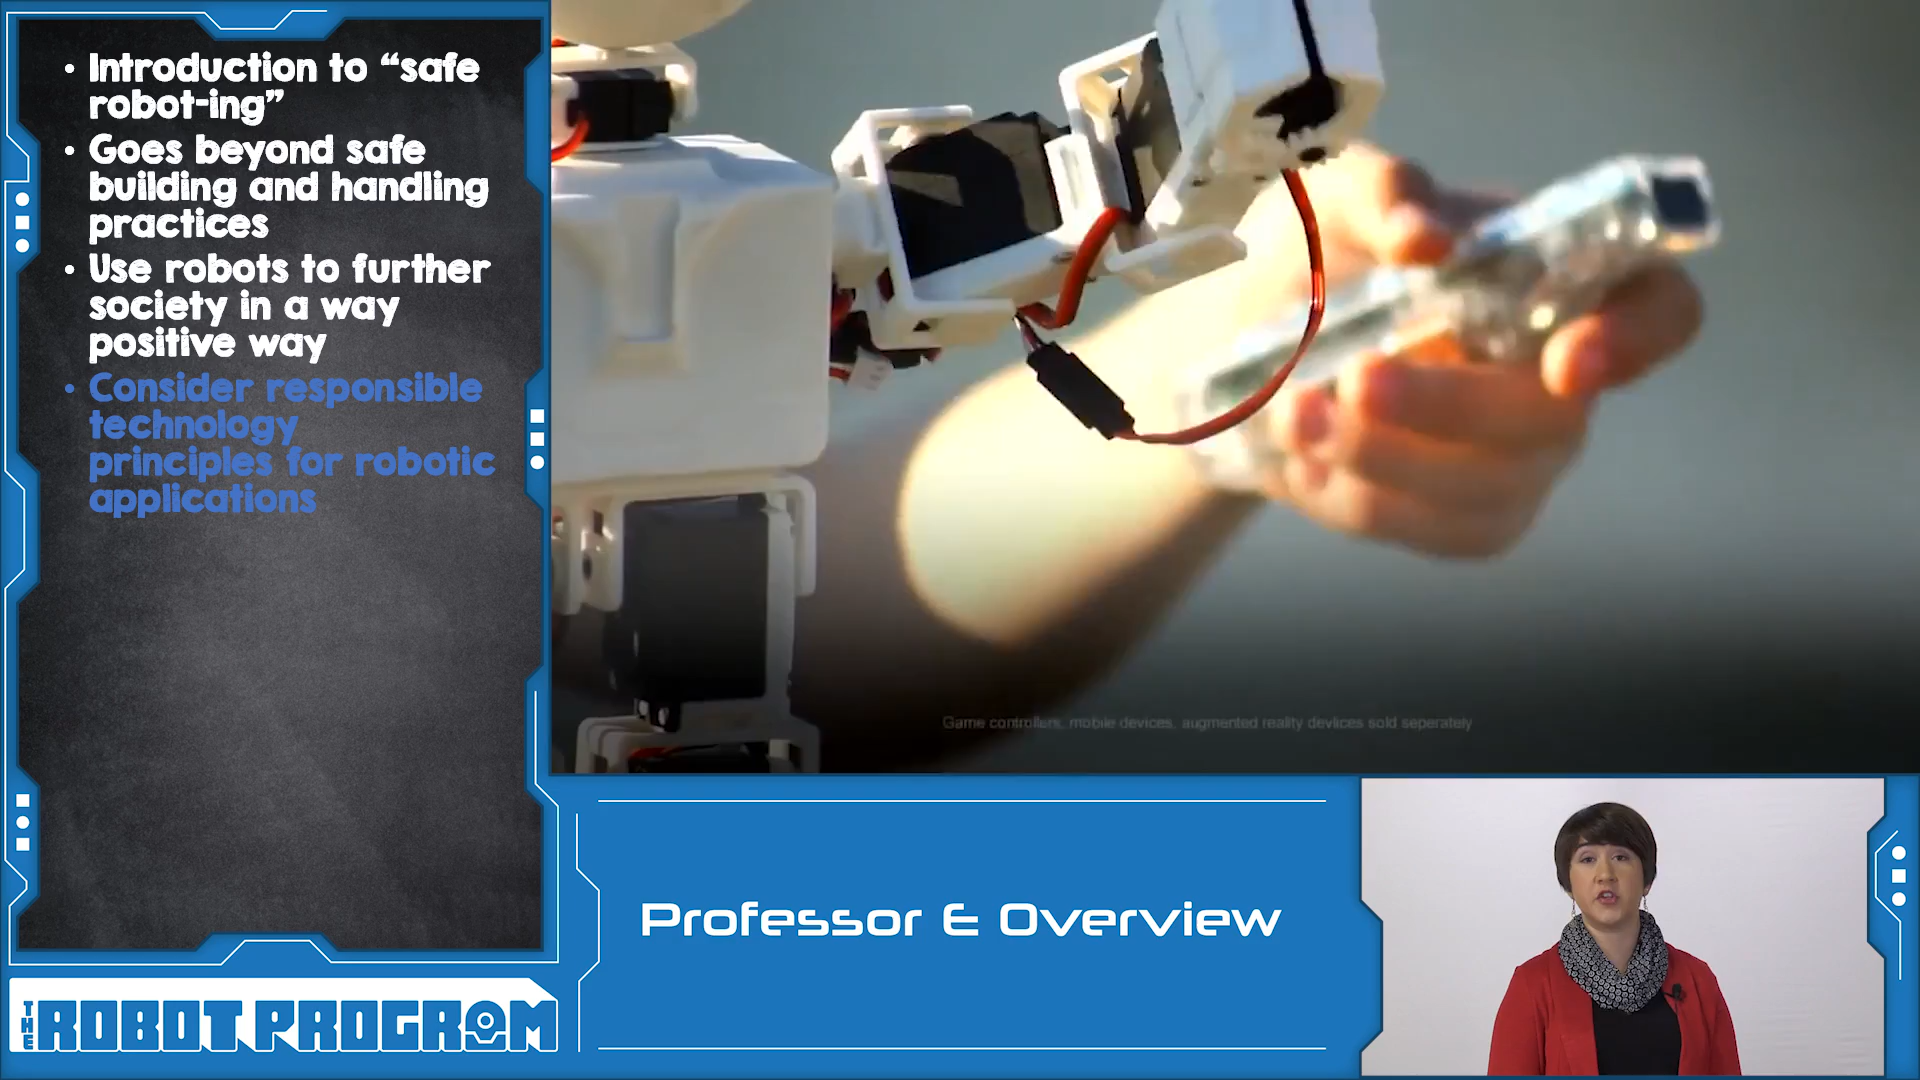 • Introduction to “safe
robot-ing”
• Goes beyond safe
building and handling
practices
• Use robots to further
society in a way
positive way
• Consider responsible
technology
principles for robotic
applications
Game controllers, mobile devices, augmented reality devlices sold seperately
Professor E Overview
THE ROBOT PROGRAM